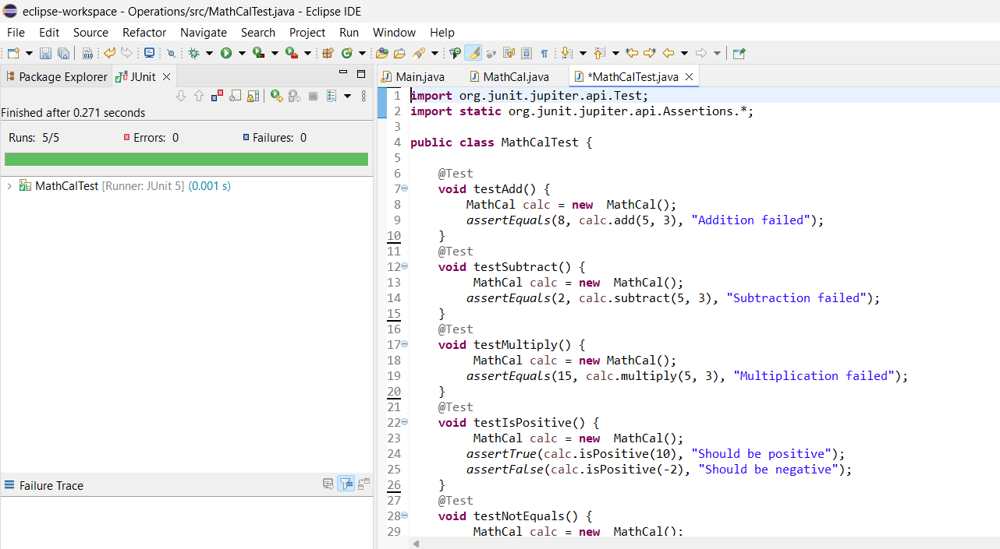 eclipse-workspace - Operations/src/MathCalTest.java - Eclipse IDE
File Edit Source Refactor Navigate Search Project Run Window Help
Package Explorer JUnit
Finished after 0.271 seconds
Runs: 5/5 Errors: 0 Failures: 0
MathCalTest [Runner: JUnit 5] (0.001 s)
Failure Trace
Main.java MathCal.java *MathCalTest.java
1 import org.junit.jupiter.api.Test;
2 import static org.junit.jupiter.api.Assertions.*;
3
4 public class MathCalTest {
5
6 @Test
7 void testAdd() {
8 MathCal calc = new  MathCal();
9 assertEquals(8, calc.add(5, 3), "Addition failed");
10 }
11 @Test
12 void testSubtract() {
13 MathCal calc = new  MathCal();
14 assertEquals(2, calc.subtract(5, 3), "Subtraction failed");
15 }
16 @Test
17 void testMultiply() {
18 MathCal calc = new MathCal();
19 assertEquals(15, calc.multiply(5, 3), "Multiplication failed");
20 }
21 @Test
22 void testIsPositive() {
23 MathCal calc = new  MathCal();
24 assertTrue(calc.isPositive(10), "Should be positive");
25 assertFalse(calc.isPositive(-2), "Should be negative");
26 }
27 @Test
28 void testNotEquals() {
29 MathCal calc = new  MathCal();